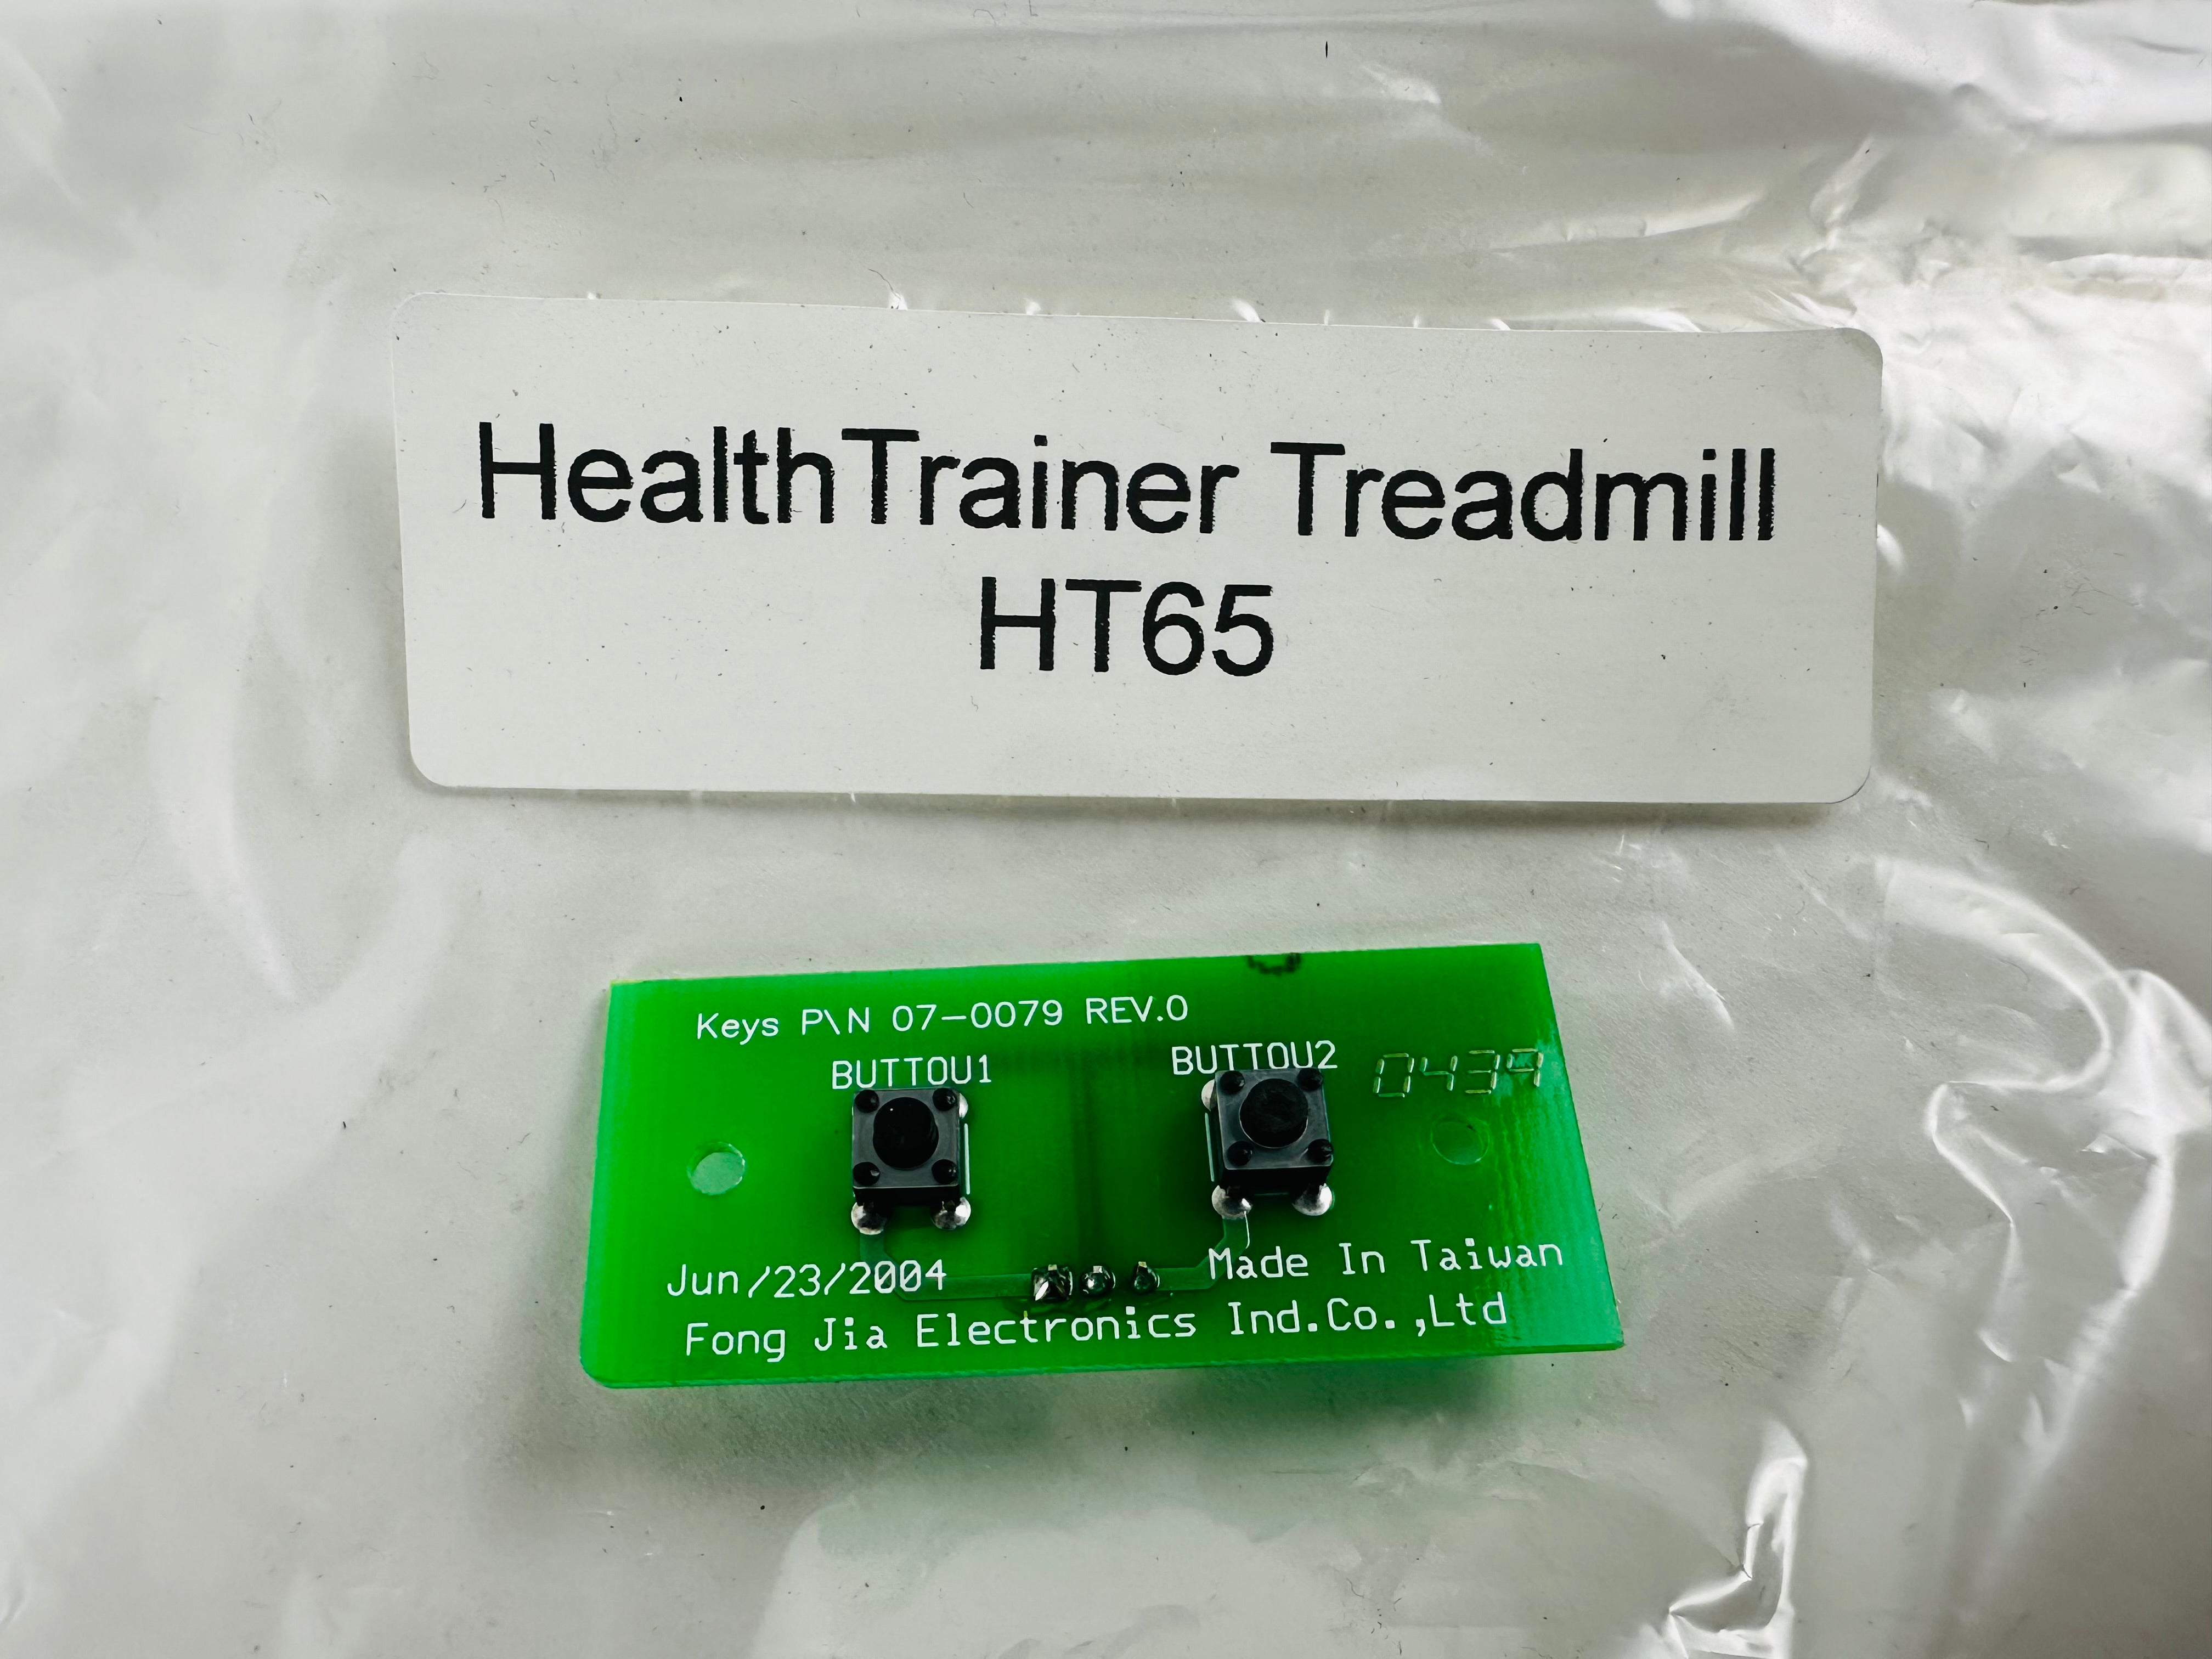 HealthTrainer Treadmill
HT65
Keys P\N 07-0079 REV.0
BUTTOU1
BUTTOU2
0439
Jun/23/2004
Made In Taiwan
Fong Jia Electronics Ind.Co.,Ltd